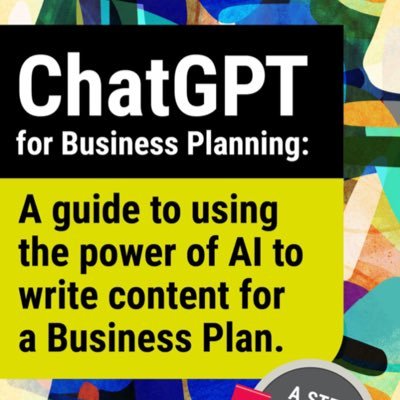 ChatGPT
for Business Planning:
A guide to using
the power of AI to
write content for
a Business Plan.
A